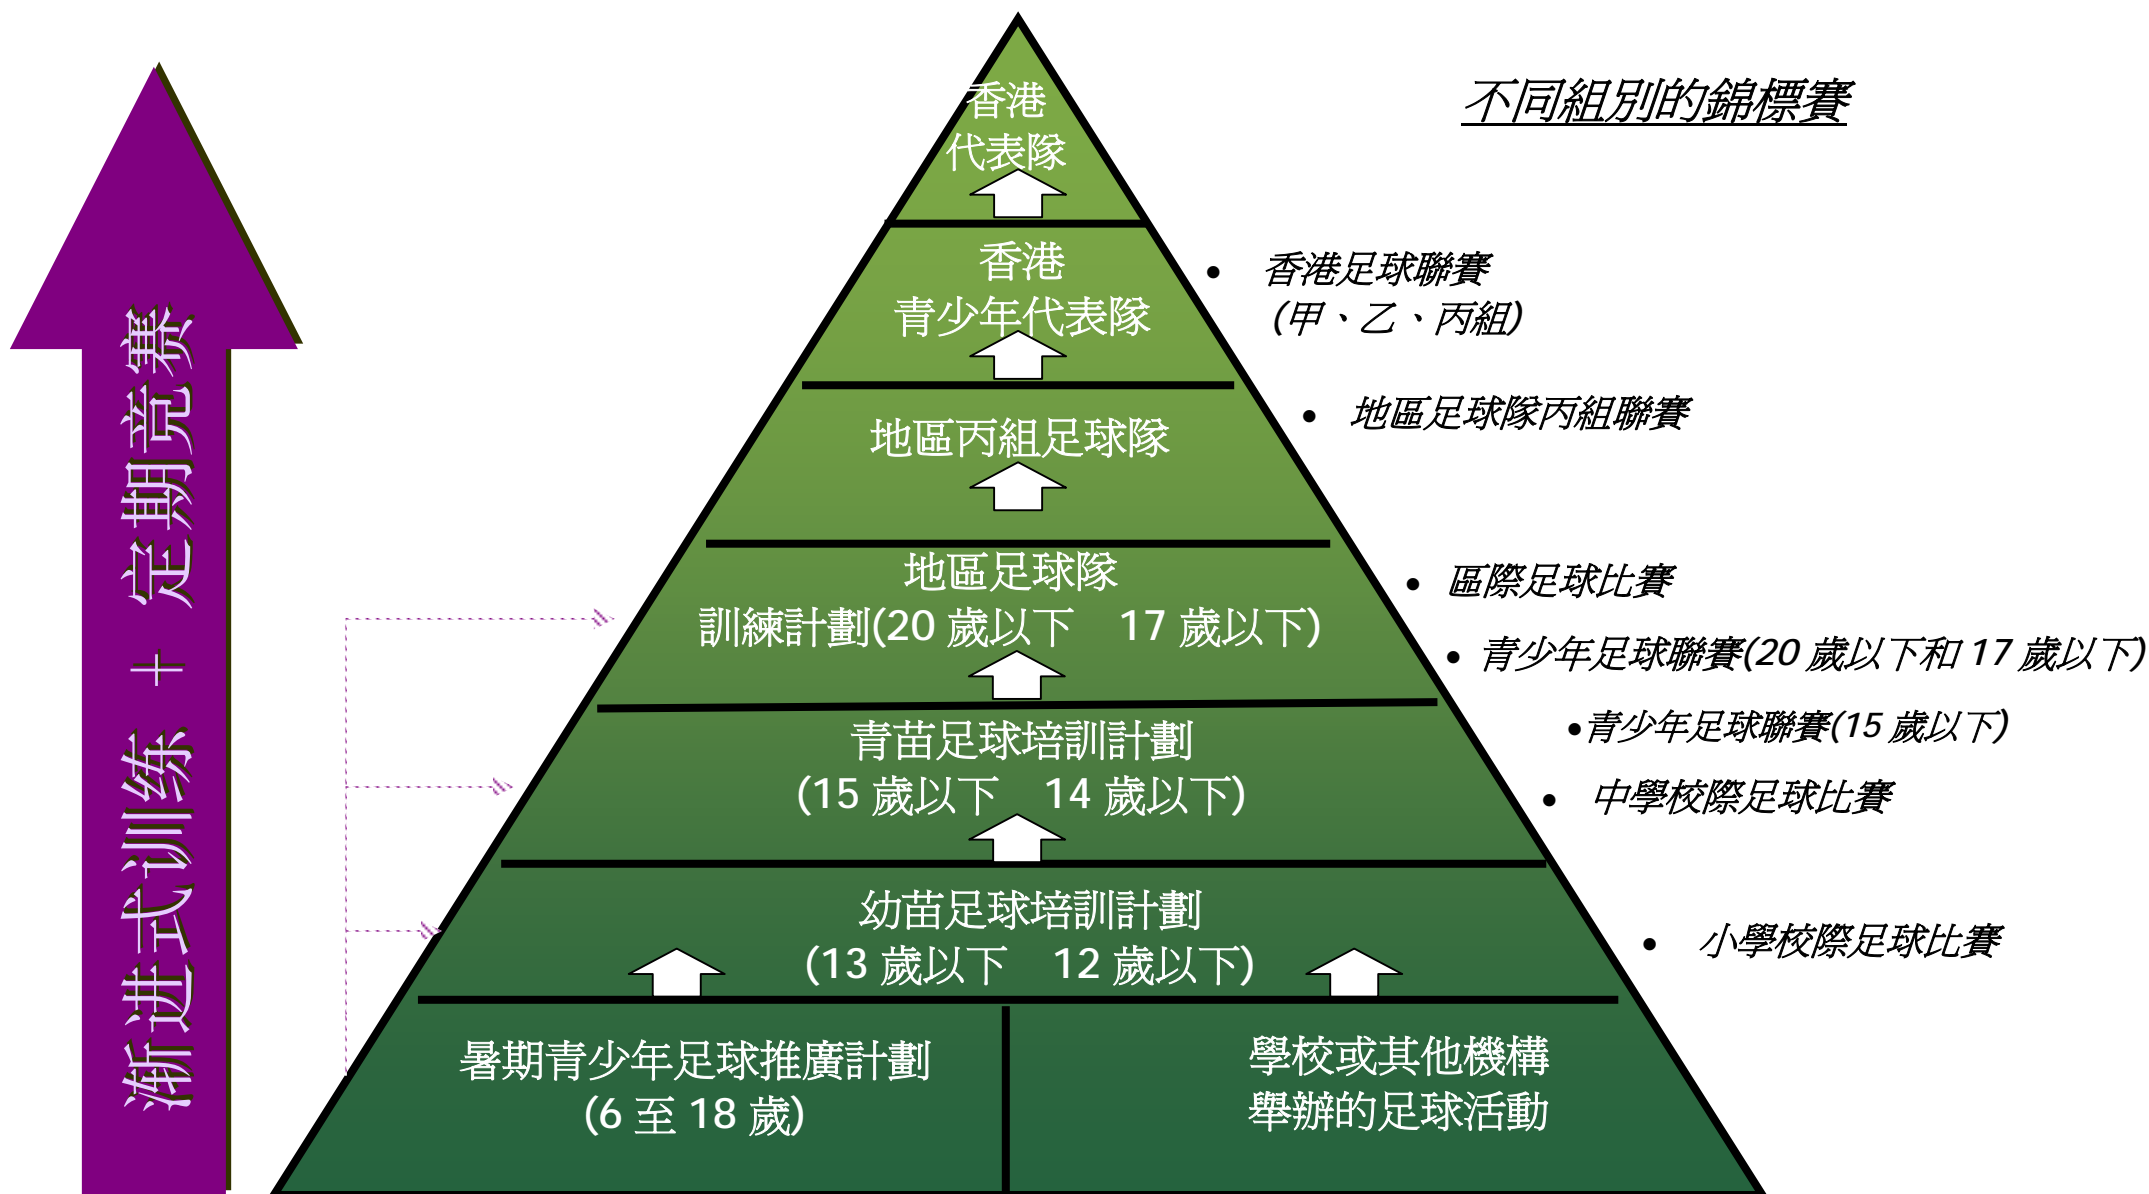 不同組別的錦標賽
香港
代表隊
香港
青少年代表隊
• 香港足球聯賽
(甲、乙、丙組)
地區丙組足球隊
• 地區足球隊丙組聯賽
地區足球隊
訓練計劃(20 歲以下 17 歲以下)
• 區際足球比賽
• 青少年足球聯賽(20 歲以下和 17 歲以下)
青苗足球培訓計劃
(15 歲以下 14 歲以下)
•青少年足球聯賽(15 歲以下)
• 中學校際足球比賽
幼苗足球培訓計劃
(13 歲以下 12 歲以下)
• 小學校際足球比賽
暑期青少年足球推廣計劃
(6 至 18 歲)
學校或其他機構
舉辦的足球活動
渐进式训练 + 定期竞赛